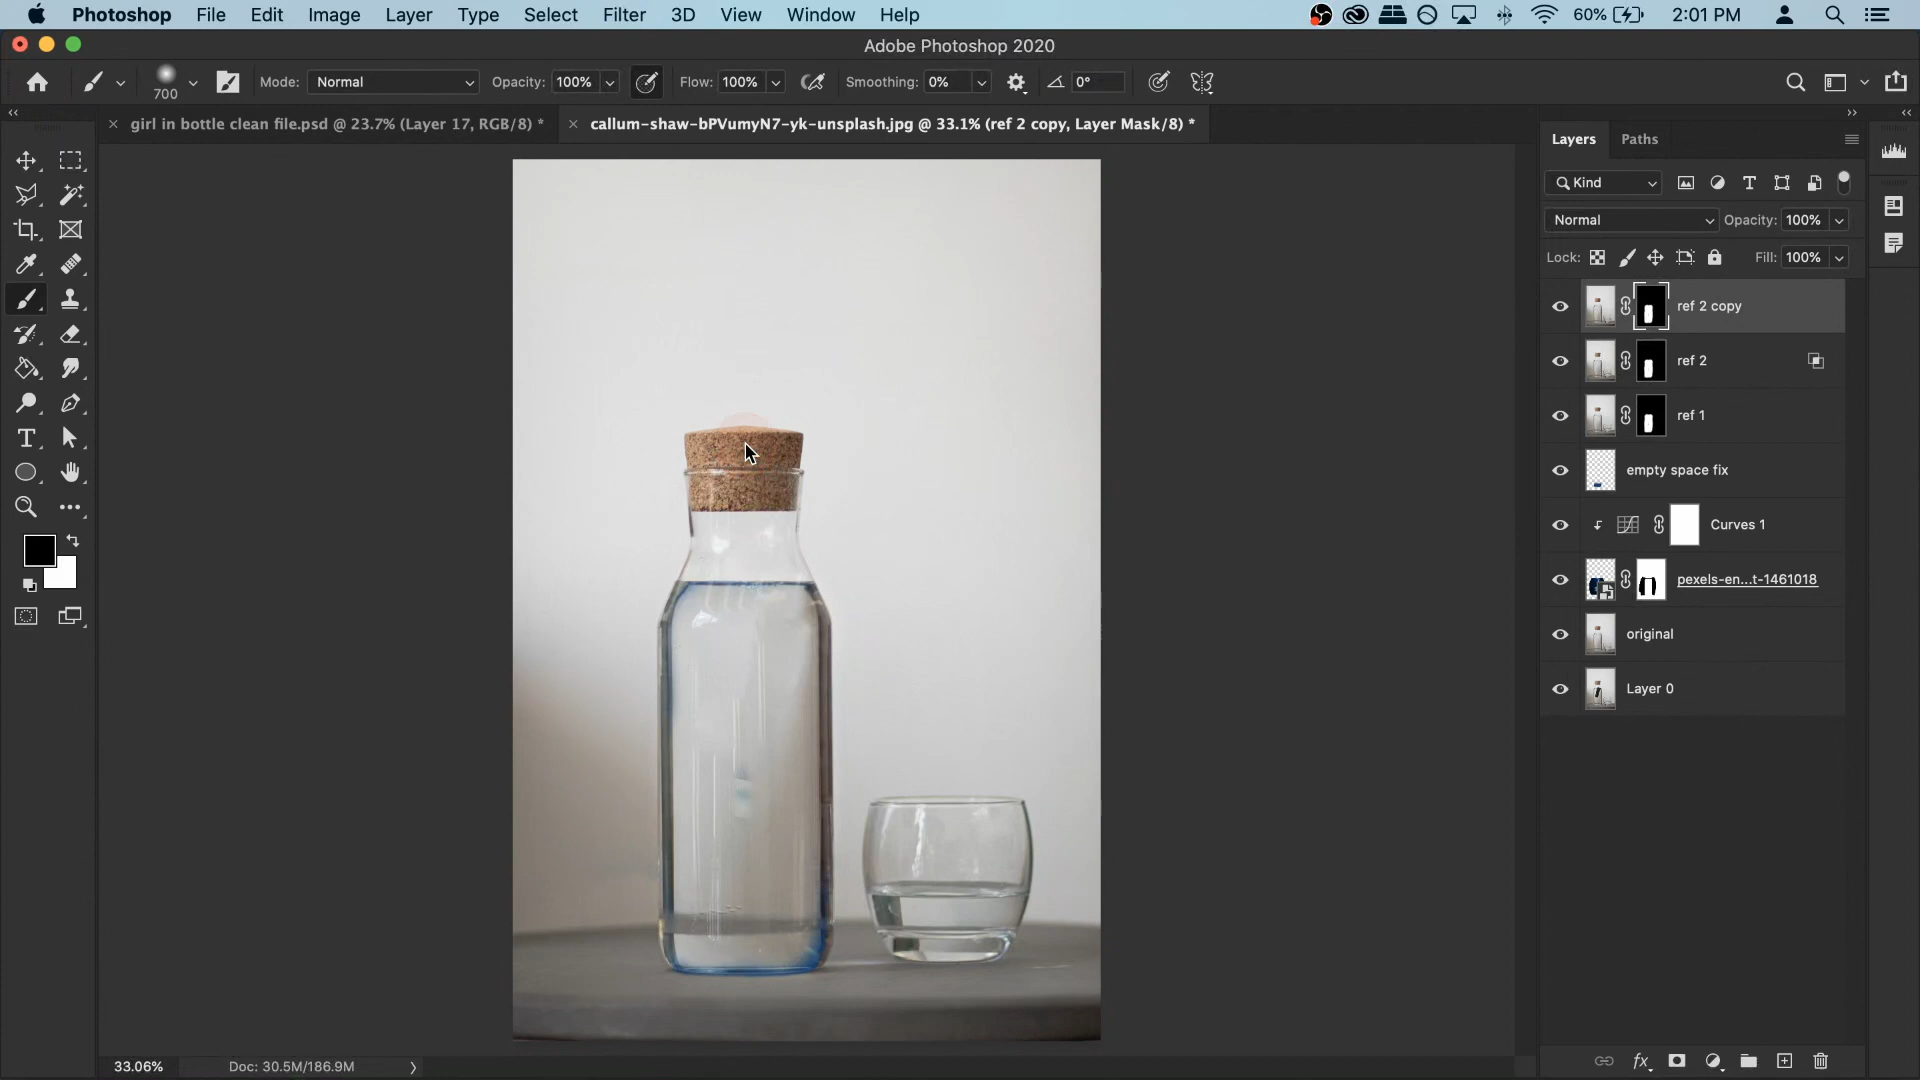 Photoshop File Edit Image Layer Type Select Filter 3D View Window Help 60% 2:01 PM
Adobe Photoshop 2020
700 Mode: Normal Opacity: 100% Flow: 100% Smoothing: 0% 0°
girl in bottle clean file.psd @ 23.7% (Layer 17, RGB/8) * callum-shaw-bPVumyN7-yk-unsplash.jpg @ 33.1% (ref 2 copy, Layer Mask/8) *
Layers Paths
Kind
Normal Opacity: 100%
Lock: Fill: 100%
ref 2 copy
ref 2
ref 1
empty space fix
Curves 1
pexels-en...t-1461018
original
Layer 0
33.06% Doc: 30.5M/186.9M